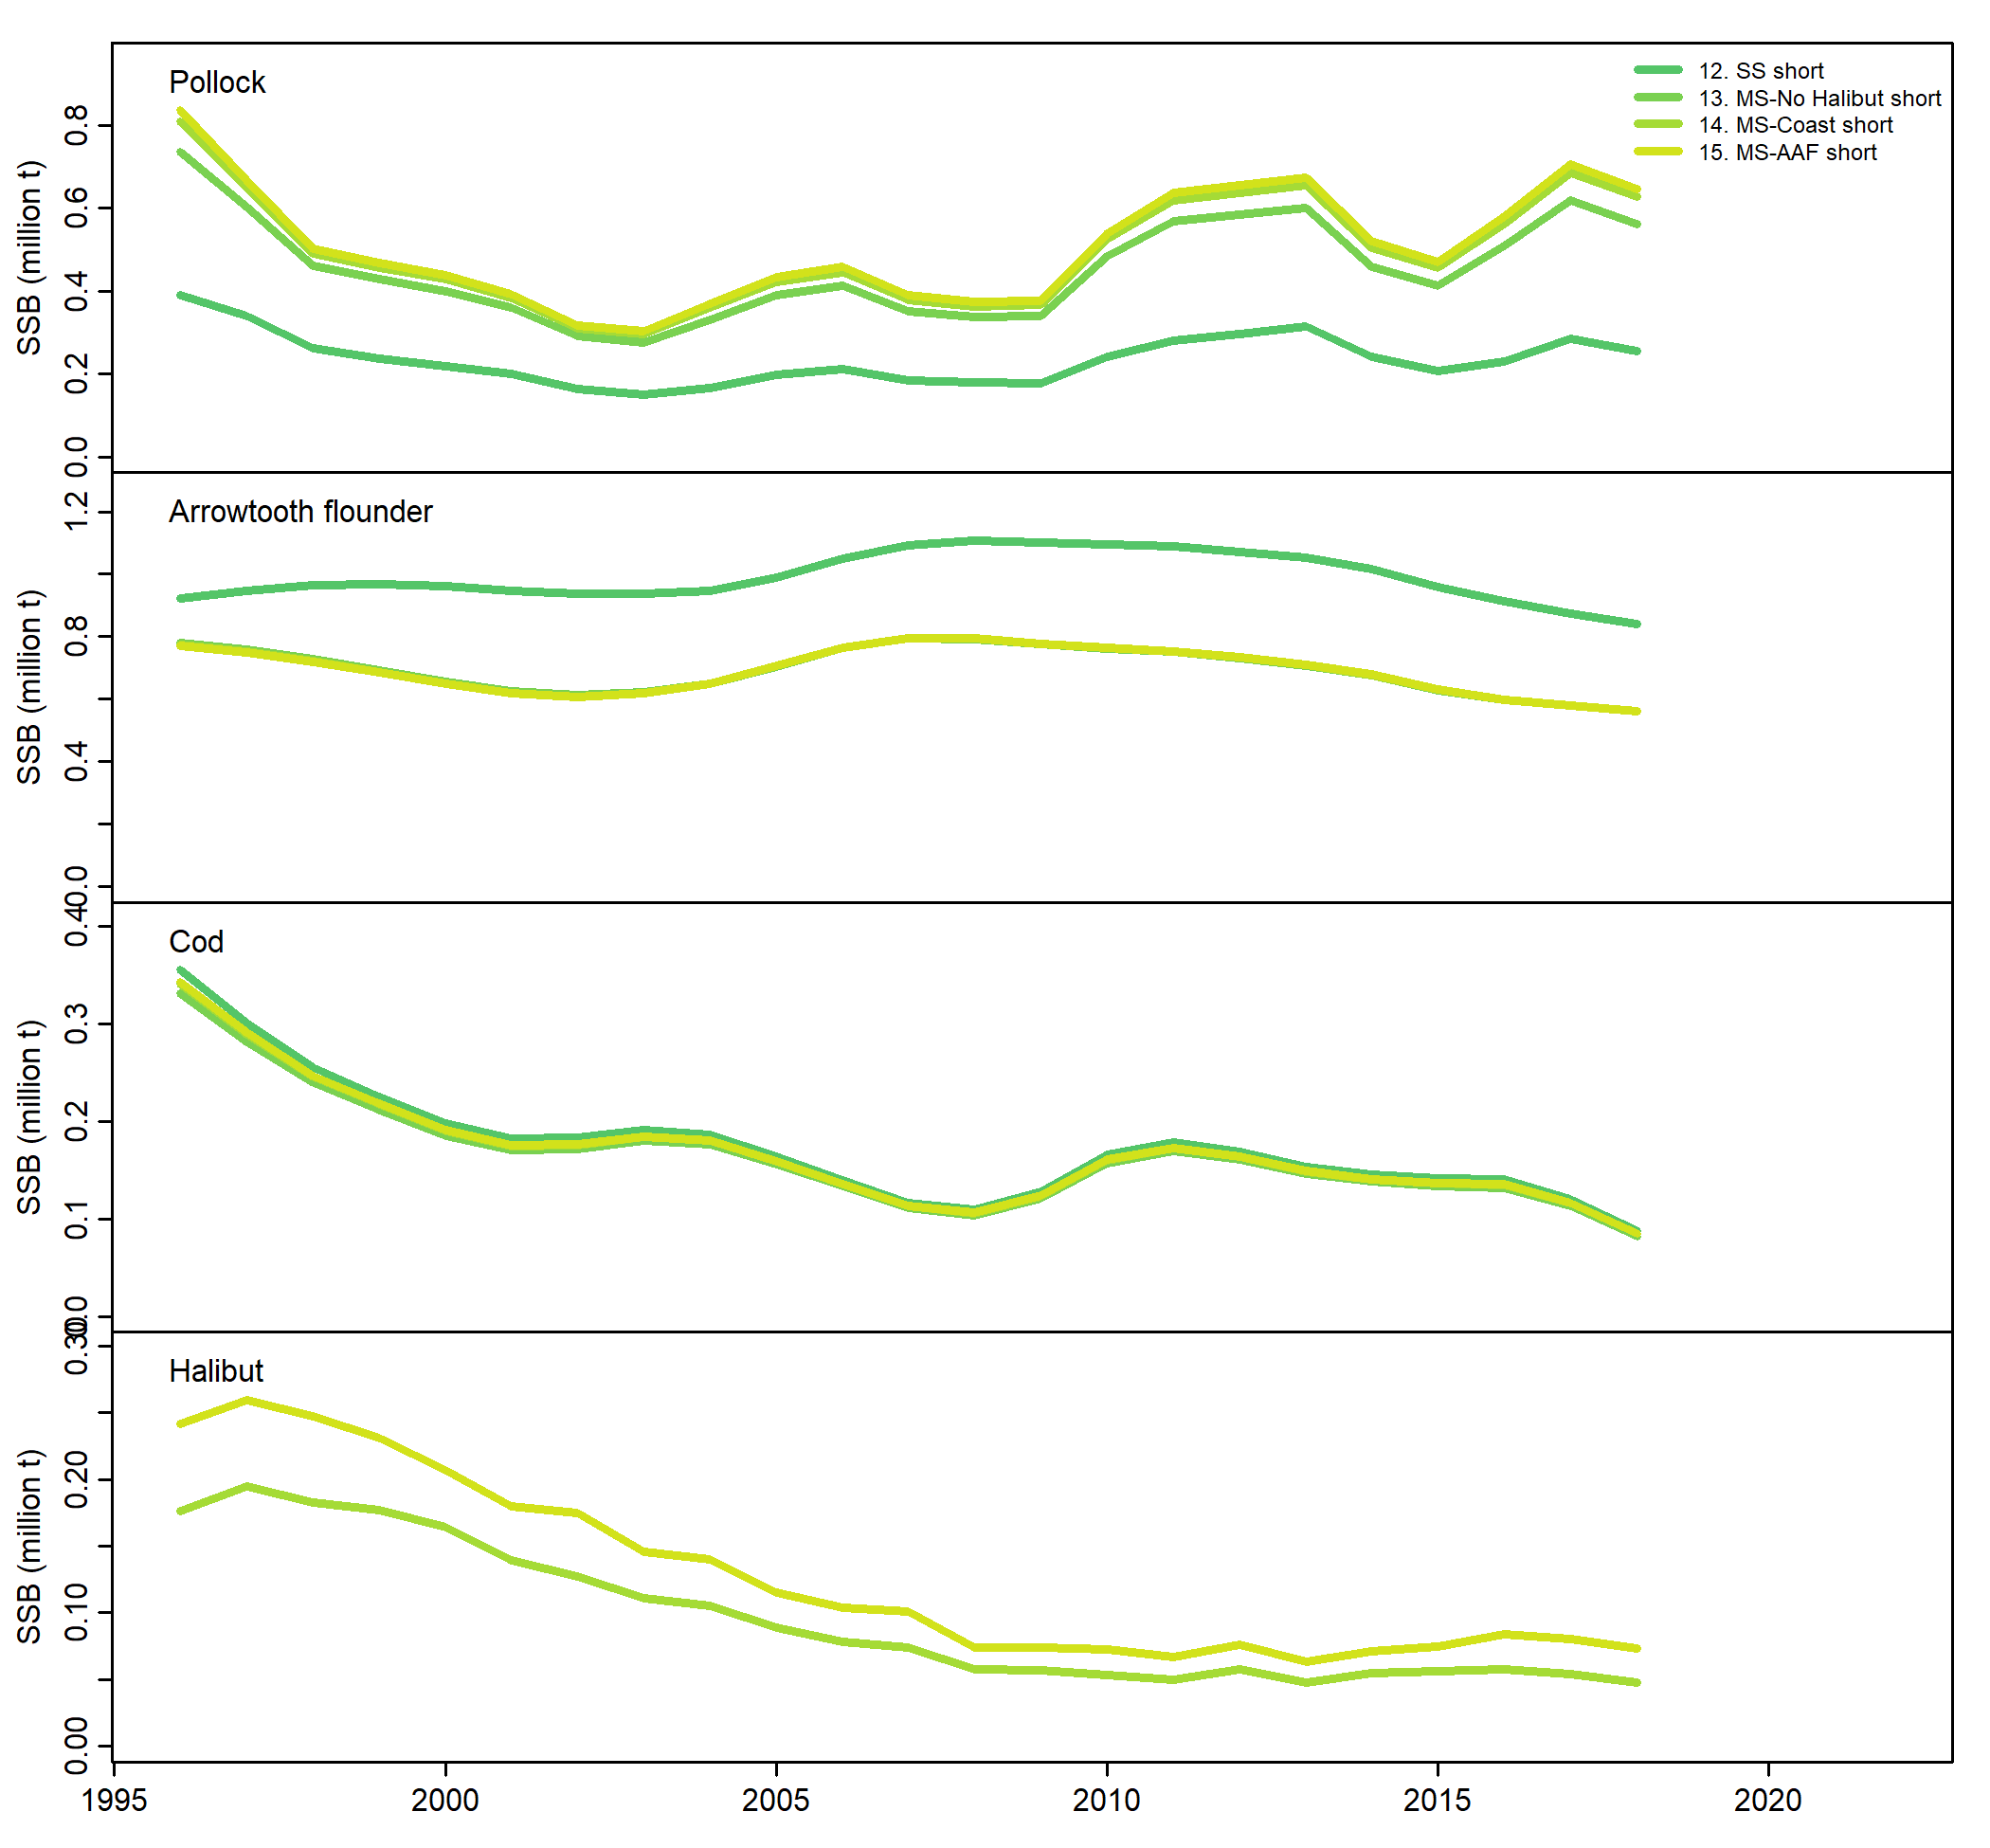 Pollock
12. SS short
13. MS-No Halibut short
14. MS-Coast short
15. MS-AAF short
SSB (million t)
0.8
0.6
0.4
0.2
0.0
Arrowtooth flounder
SSB (million t)
1.2
0.8
0.4
0.0
Cod
SSB (million t)
0.4
0.3
0.2
0.1
0.0
Halibut
SSB (million t)
0.30
0.20
0.10
0.00
1995 2000 2005 2010 2015 2020